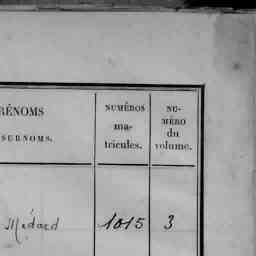 RÉNOMS
SURNOMS.
NUMÉROS
ma-
tricules.
NU-
MÉRO
du
volume.
Médard 1015 3